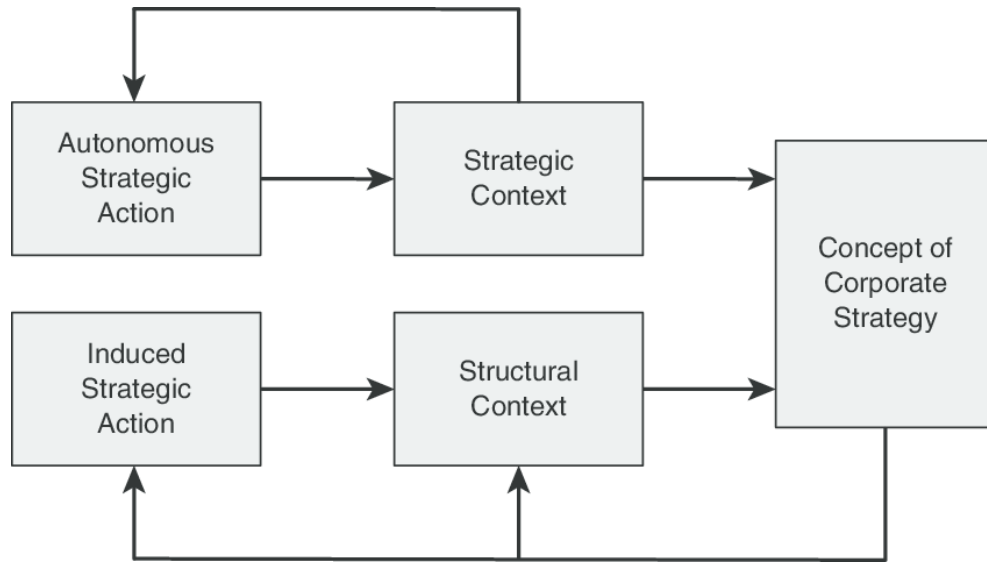 Autonomous
Strategic
Action
Strategic
Context
Concept of
Corporate
Strategy
Induced
Strategic
Action
Structural
Context